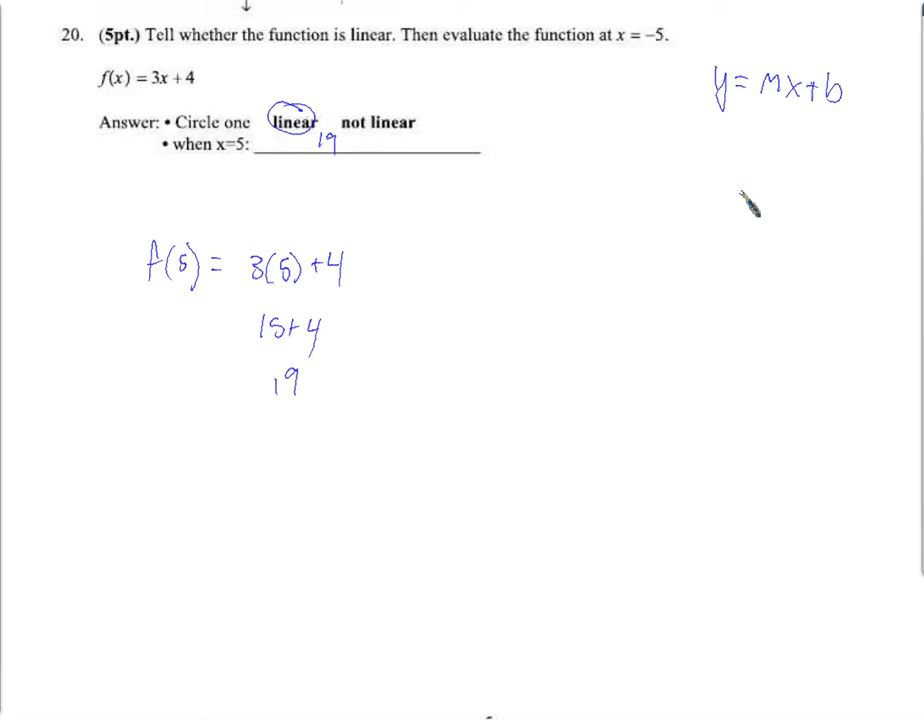 20. (5pt.) Tell whether the function is linear. Then evaluate the function at x = −5.
y = mx+b
f(x) = 3x + 4
Answer: • Circle one linear not linear
• when x=5: 19
f(5) = 3(5) +4
15+4
19